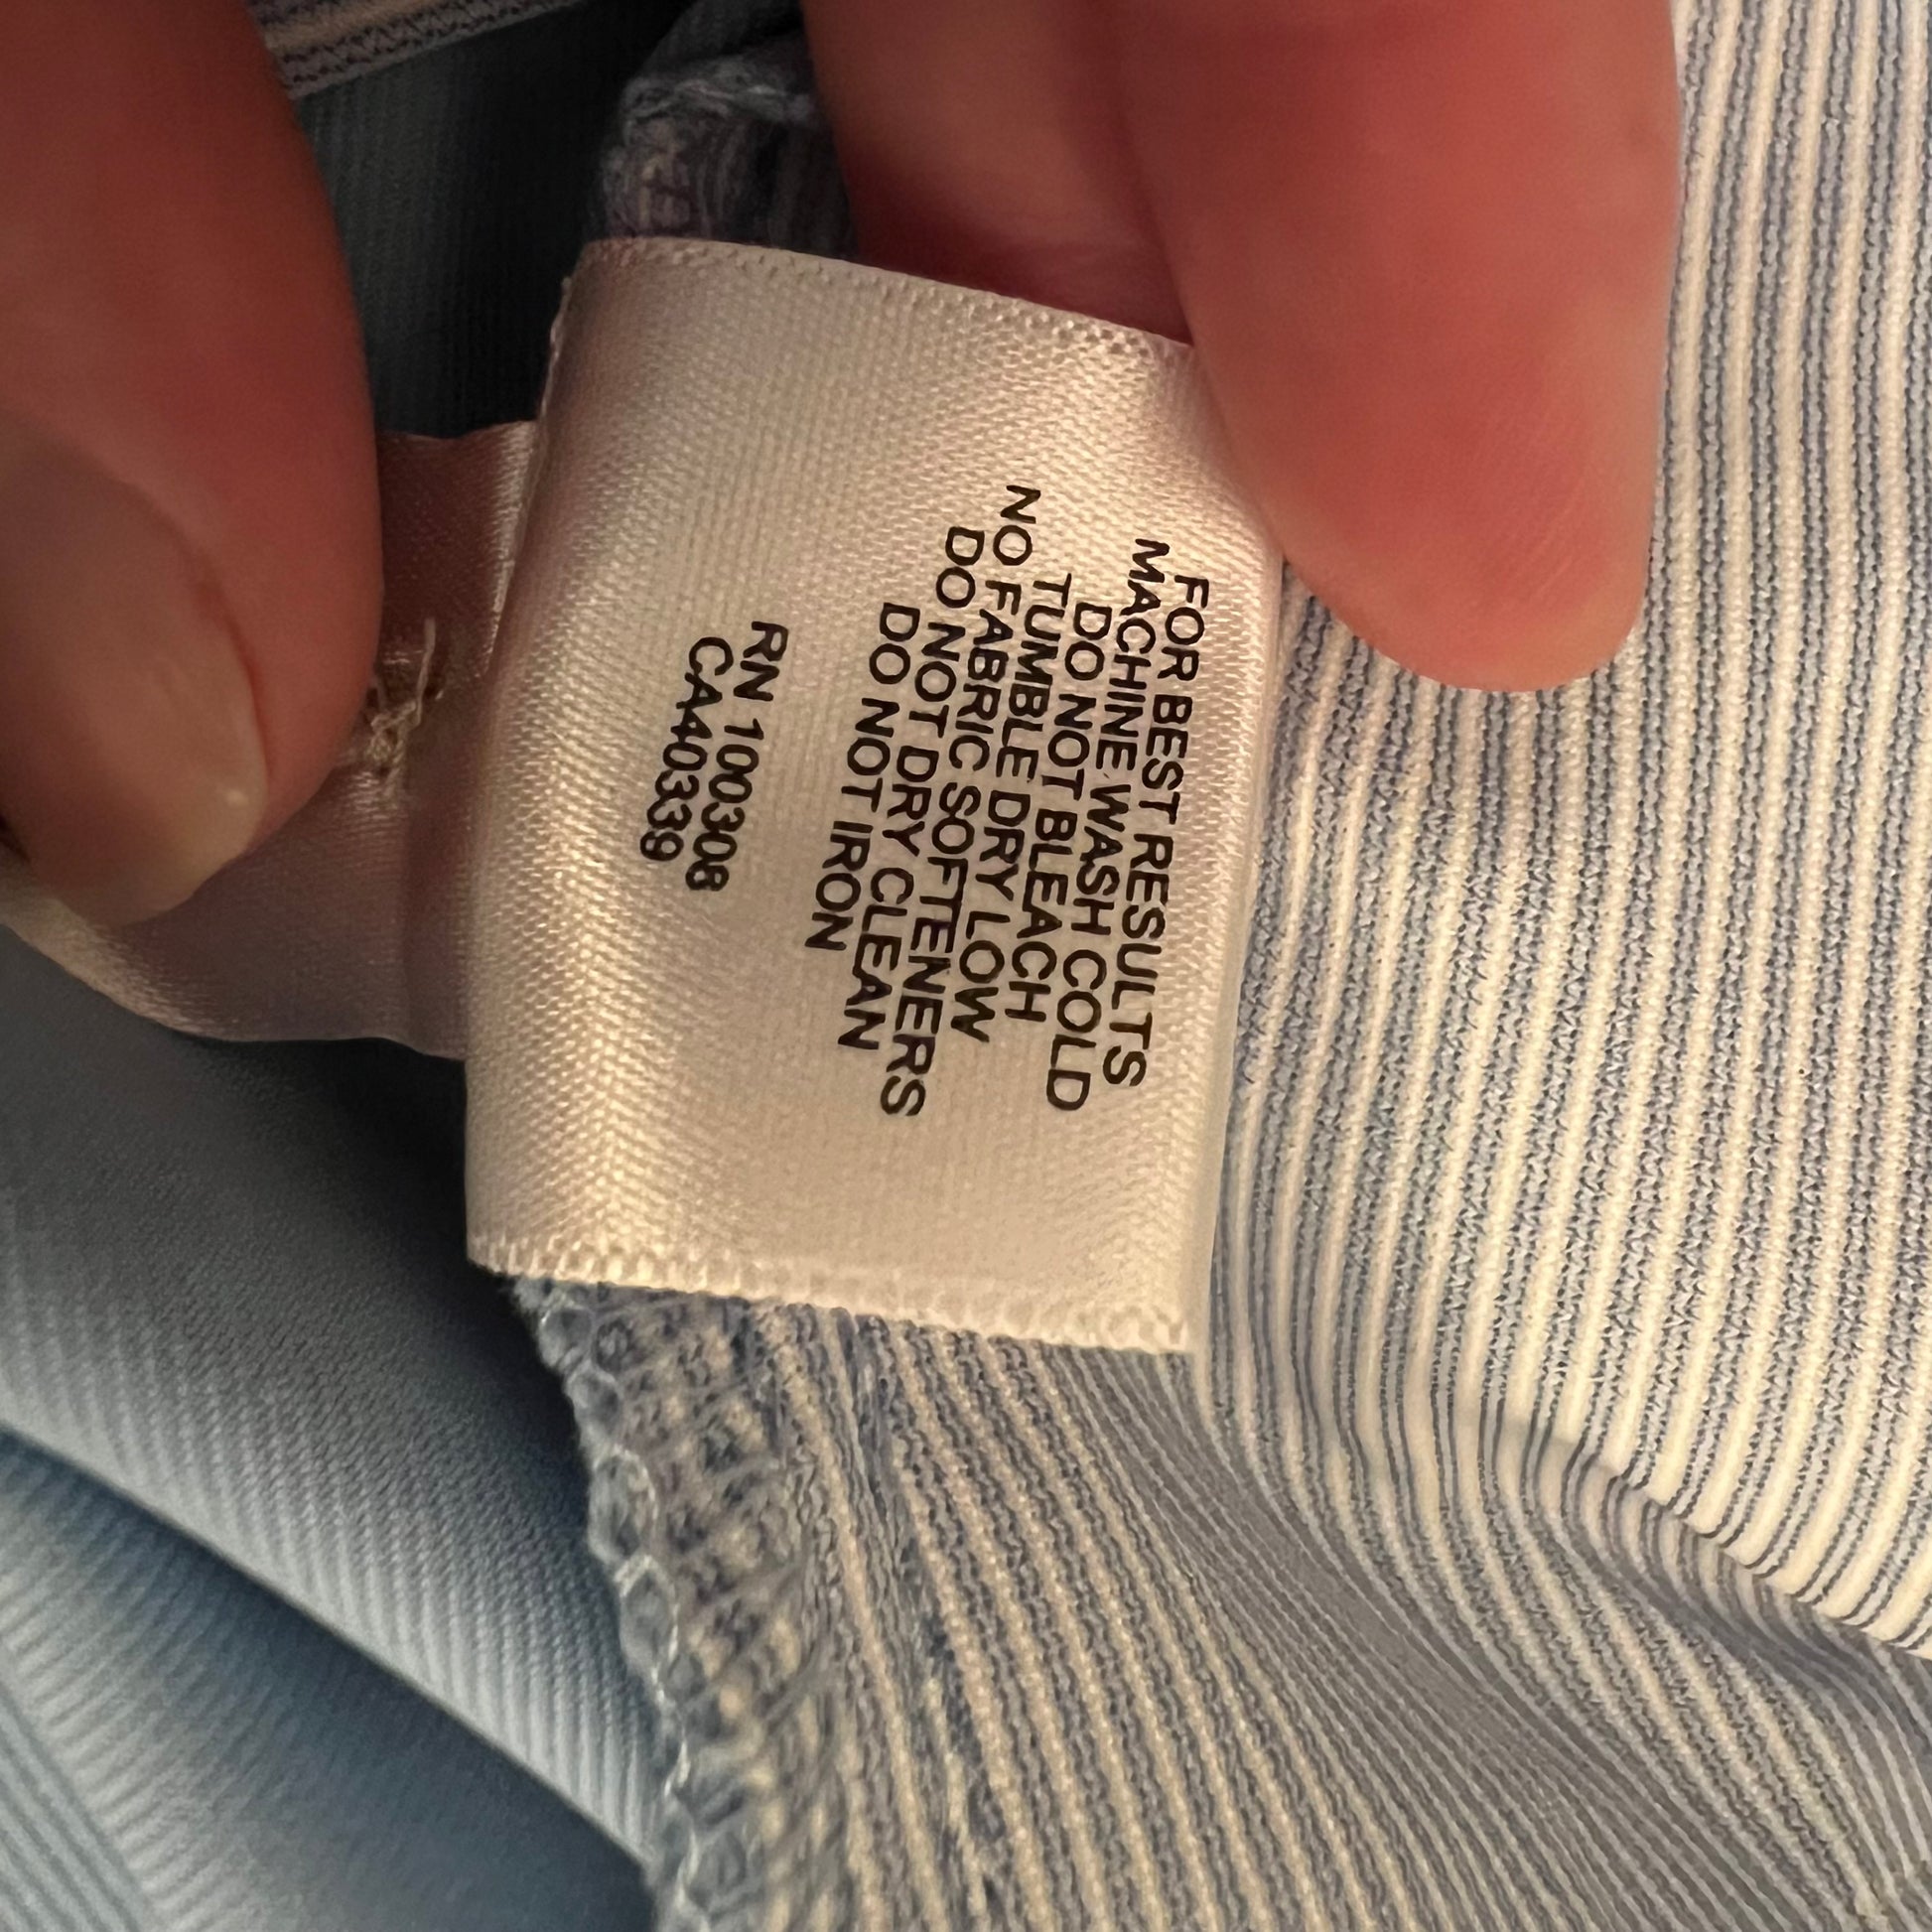 FOR BEST RESULTS
MACHINE WASH COLD
DO NOT BLEACH
TUMBLE DRY LOW
NO FABRIC SOFTENERS
DO NOT DRY CLEAN
DO NOT IRON
RN 100308
CA40339